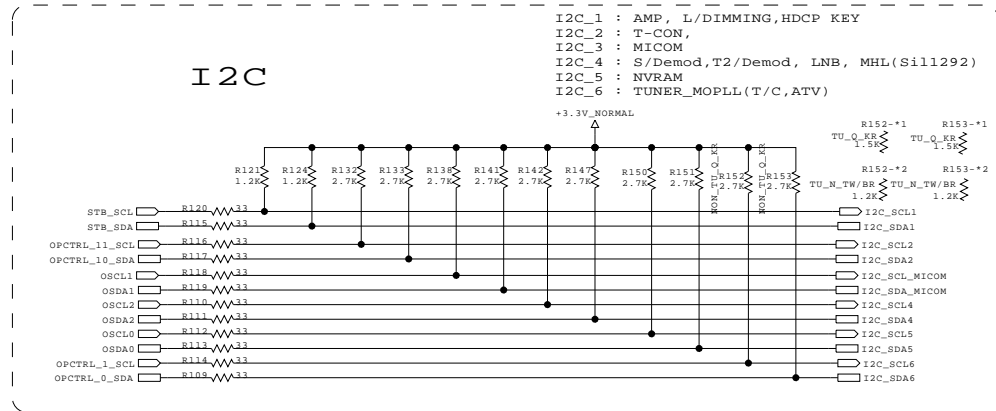 I2C_1 : AMP, L/DIMMING,HDCP KEY
I2C_2 : T-CON,
I2C_3 : MICOM
I2C_4 : S/Demod,T2/Demod, LNB, MHL(SiI1292)
I2C_5 : NVRAM
I2C_6 : TUNER_MOPLL(T/C,ATV)
I2C
+3.3V_NORMAL
R152-*1 R153-*1
TU_Q_KR TU_Q_KR
1.5K 1.5K
R152-*2 R153-*2
TU_N_TW/BR TU_N_TW/BR
1.2K 1.2K
R121 R124 R132 R133 R138 R141 R142 R147 R150 R151 R152 R153
1.2K 1.2K 2.7K 2.7K 2.7K 2.7K 2.7K 2.7K 2.7K 2.7K 2.7K 2.7K
NON_TU_Q_KR NON_TU_Q_KR
STB_SCL R120 33 I2C_SCL1
STB_SDA R115 33 I2C_SDA1
OPCTRL_11_SCL R116 33 I2C_SCL2
OPCTRL_10_SDA R117 33 I2C_SDA2
OSCL1 R118 33 I2C_SCL_MICOM
OSDA1 R119 33 I2C_SDA_MICOM
OSCL2 R110 33 I2C_SCL4
OSDA2 R111 33 I2C_SDA4
OSCL0 R112 33 I2C_SCL5
OSDA0 R113 33 I2C_SDA5
OPCTRL_1_SCL R114 33 I2C_SCL6
OPCTRL_0_SDA R109 33 I2C_SDA6